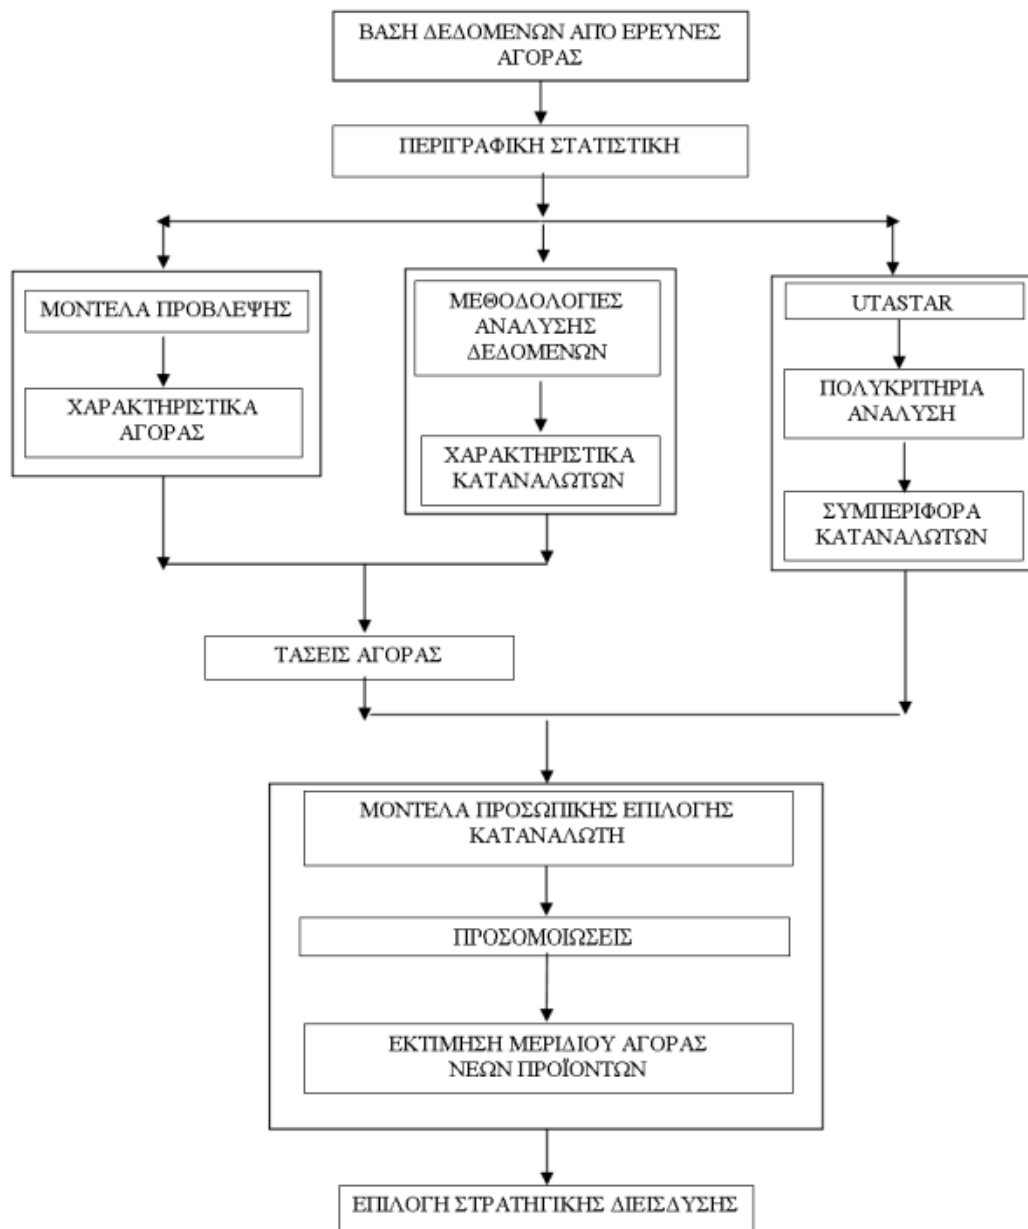 ΒΑΣΗ ΔΕΔΟΜΕΝΩΝ ΑΠΌ ΕΡΕΥΝΕΣ
ΑΓΟΡΑΣ
ΠΕΡΙΓΡΑΦΙΚΗ ΣΤΑΤΙΣΤΙΚΗ
ΜΟΝΤΕΛΑ ΠΡΟΒΛΕΨΗΣ
ΧΑΡΑΚΤΗΡΙΣΤΙΚΑ
ΑΓΟΡΑΣ
ΜΕΘΟΔΟΛΟΓΙΕΣ
ΑΝΑΛΥΣΗΣ
ΔΕΔΟΜΕΝΩΝ
ΧΑΡΑΚΤΗΡΙΣΤΙΚΑ
ΚΑΤΑΝΑΛΩΤΩΝ
UTASTAR
ΠΟΛΥΚΡΙΤΗΡΙΑ
ΑΝΑΛΥΣΗ
ΣΥΜΠΕΡΙΦΟΡΑ
ΚΑΤΑΝΑΛΩΤΩΝ
ΤΑΣΕΙΣ ΑΓΟΡΑΣ
ΜΟΝΤΕΛΑ ΠΡΟΣΩΠΙΚΗΣ ΕΠΙΛΟΓΗΣ
ΚΑΤΑΝΑΛΩΤΗ
ΠΡΟΣΟΜΟΙΩΣΕΙΣ
ΕΚΤΙΜΗΣΗ ΜΕΡΙΔΙΟΥ ΑΓΟΡΑΣ
ΝΕΩΝ ΠΡΟΪΟΝΤΩΝ
ΕΠΙΛΟΓΗ ΣΤΡΑΤΗΓΙΚΗΣ ΔΙΕΙΣΔΥΣΗΣ